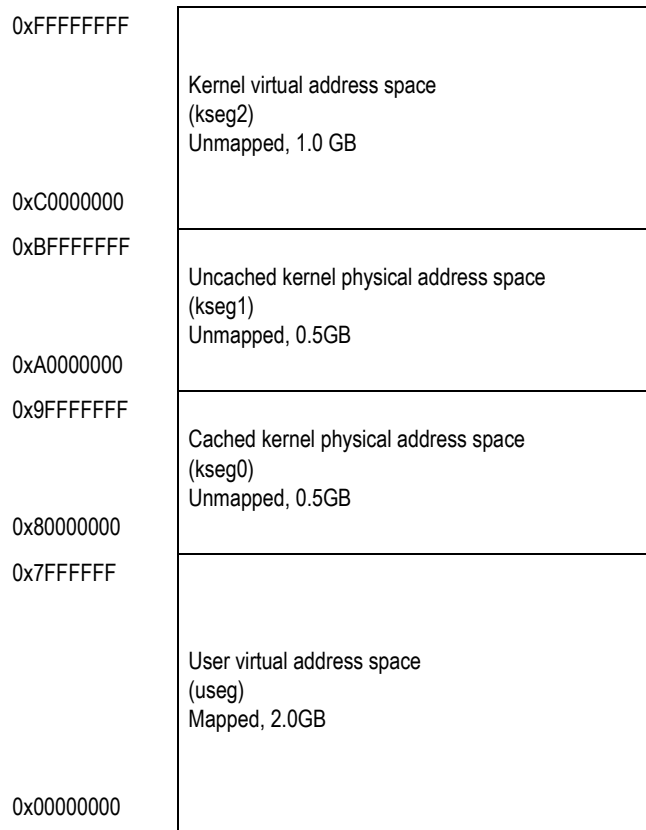 0xFFFFFFFF
Kernel virtual address space
(kseg2)
Unmapped, 1.0 GB
0xC0000000
0xBFFFFFFF
Uncached kernel physical address space
(kseg1)
Unmapped, 0.5GB
0xA0000000
0x9FFFFFFF
Cached kernel physical address space
(kseg0)
Unmapped, 0.5GB
0x80000000
0x7FFFFFF
User virtual address space
(useg)
Mapped, 2.0GB
0x00000000